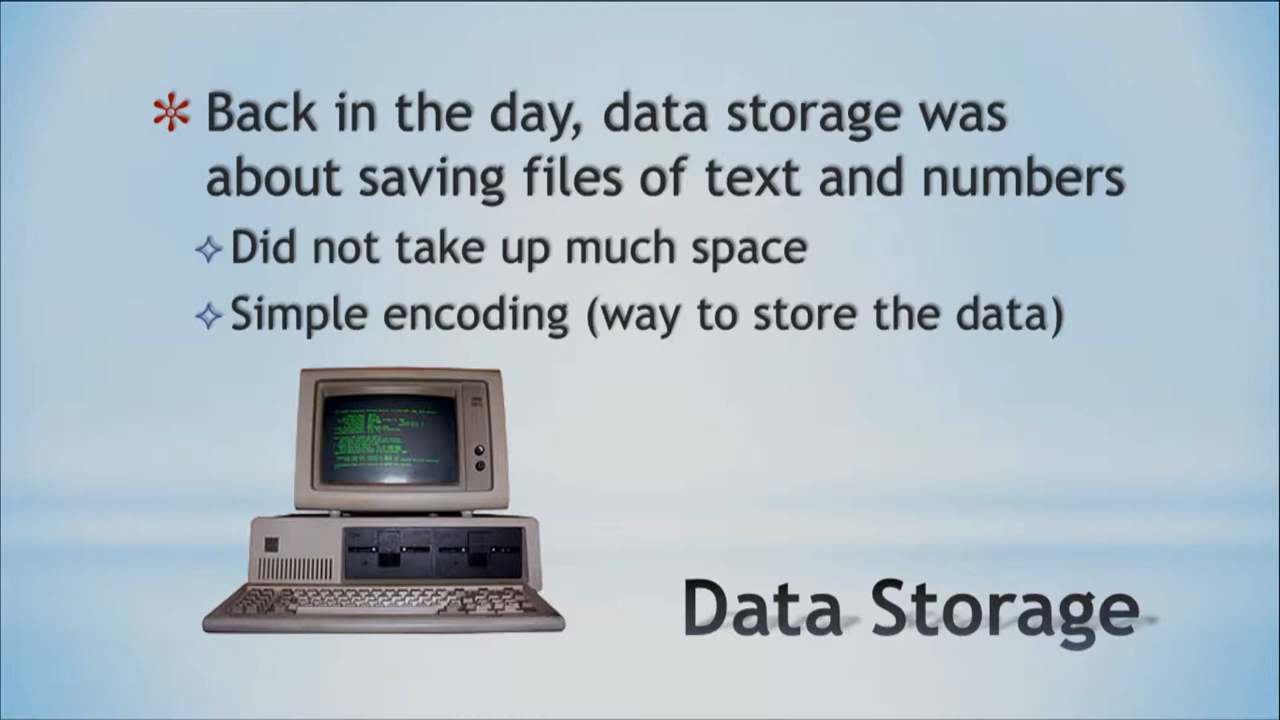 Back in the day, data storage was
about saving files of text and numbers
Did not take up much space
Simple encoding (way to store the data)
Data Storage